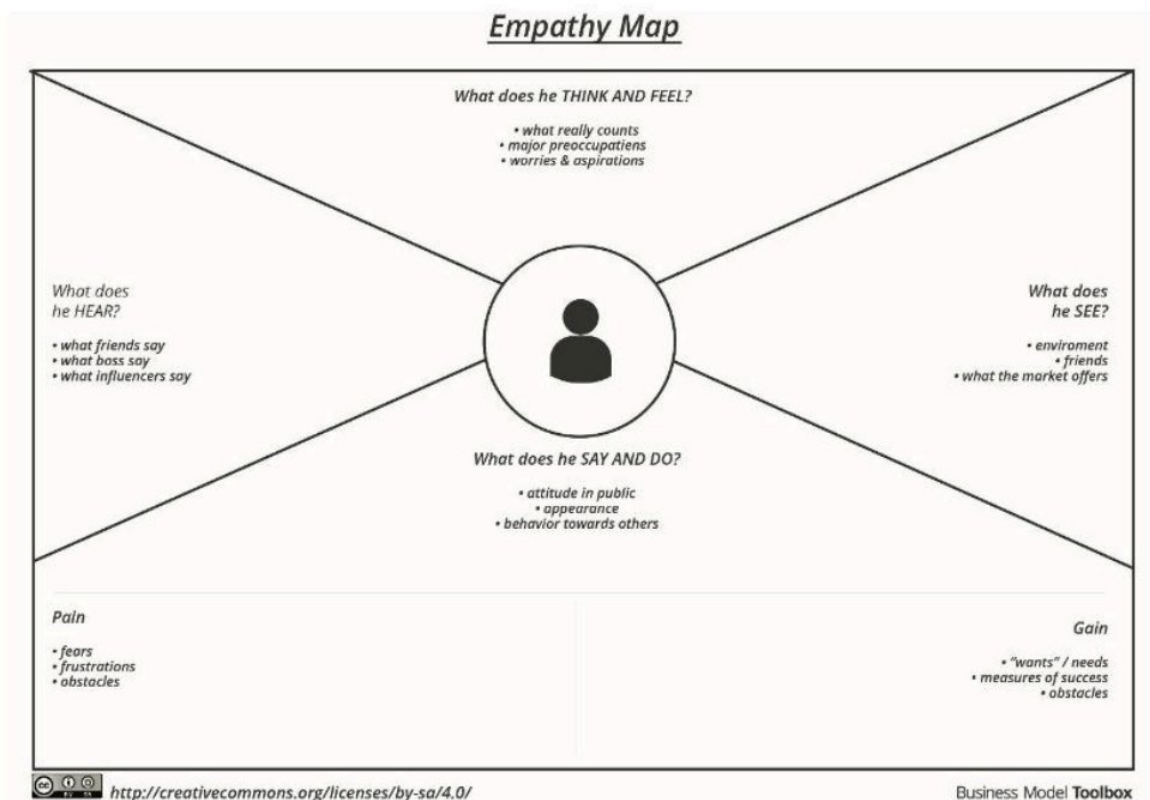 Empathy Map
What does he THINK AND FEEL?
• what really counts
• major preoccupatiens
• worries & aspirations
What does
he HEAR?
• what friends say
• what boss say
• what influencers say
What does
he SEE?
• enviroment
• friends
• what the market offers
What does he SAY AND DO?
• attitude in public
• appearance
• behavior towards others
Pain
• fears
• frustrations
• obstacles
Gain
• "wants" / needs
• measures of success
• obstacles
cc
http://creativecommons.org/licenses/by-sa/4.0/
Business Model Toolbox